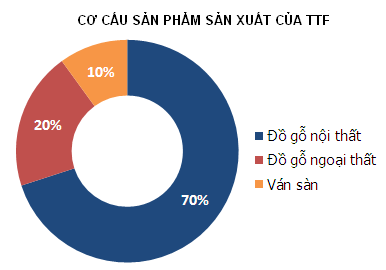 CƠ CẤU SẢN PHẨM SẢN XUẤT CỦA TTF
10%
20%
70%
Đồ gỗ nội thất
Đồ gỗ ngoại thất
Ván sàn